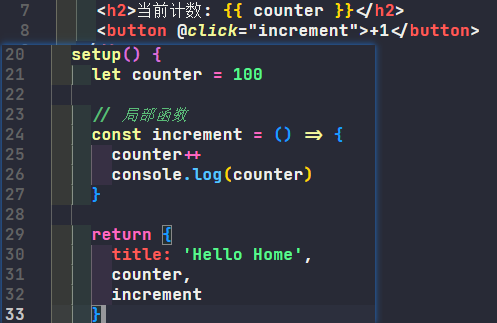 7 <h2>当前计数: {{ counter }}</h2>
8 <button @click="increment">+1</button>
20 setup() {
21 let counter = 100
22
23 // 局部函数
24 const increment = () => {
25 counter++
26 console.log(counter)
27 }
28
29 return {
30 title: 'Hello Home',
31 counter,
32 increment
33 }